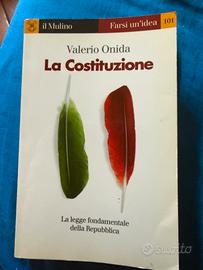 il Mulino
Farsi un'idea
101
Valerio Onida
La Costituzione
La legge fondamentale
della Repubblica
subito